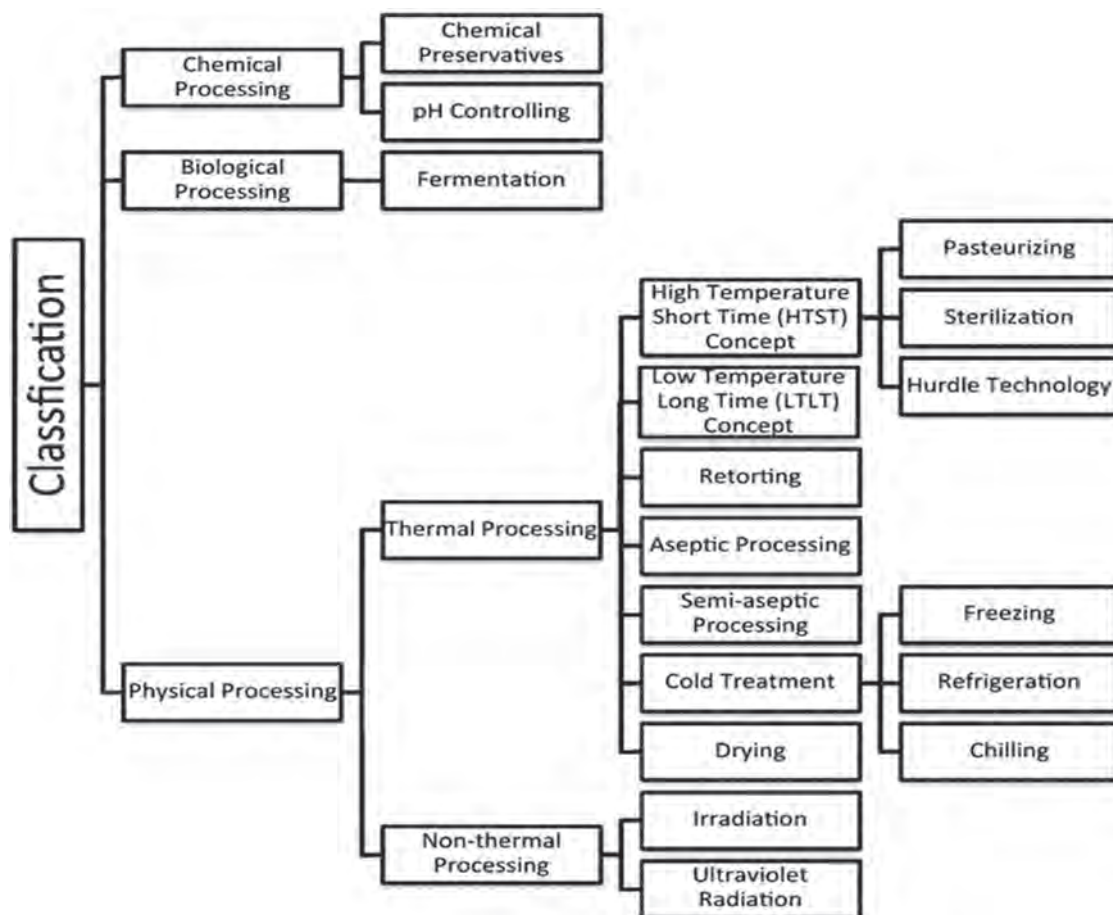 Classfication
Chemical
Processing
Chemical
Preservatives
pH Controlling
Biological
Processing
Fermentation
Physical Processing
Thermal Processing
High Temperature
Short Time (HTST)
Concept
Pasteurizing
Sterilization
Hurdle Technology
Low Temperature
Long Time (LTLT)
Concept
Retorting
Aseptic Processing
Semi-aseptic
Processing
Cold Treatment
Freezing
Refrigeration
Chilling
Drying
Non-thermal
Processing
Irradiation
Ultraviolet
Radiation